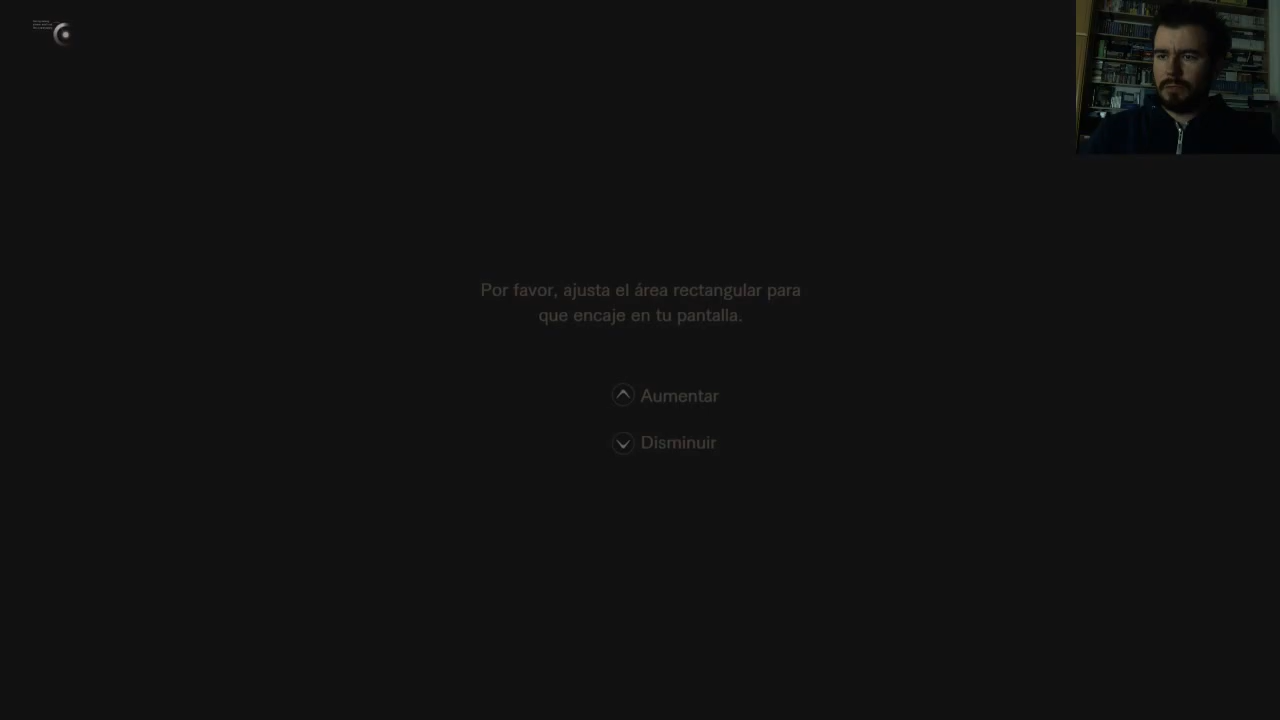 Por favor, ajusta el área rectangular para
que encaje en tu pantalla.
Aumentar
Disminuir